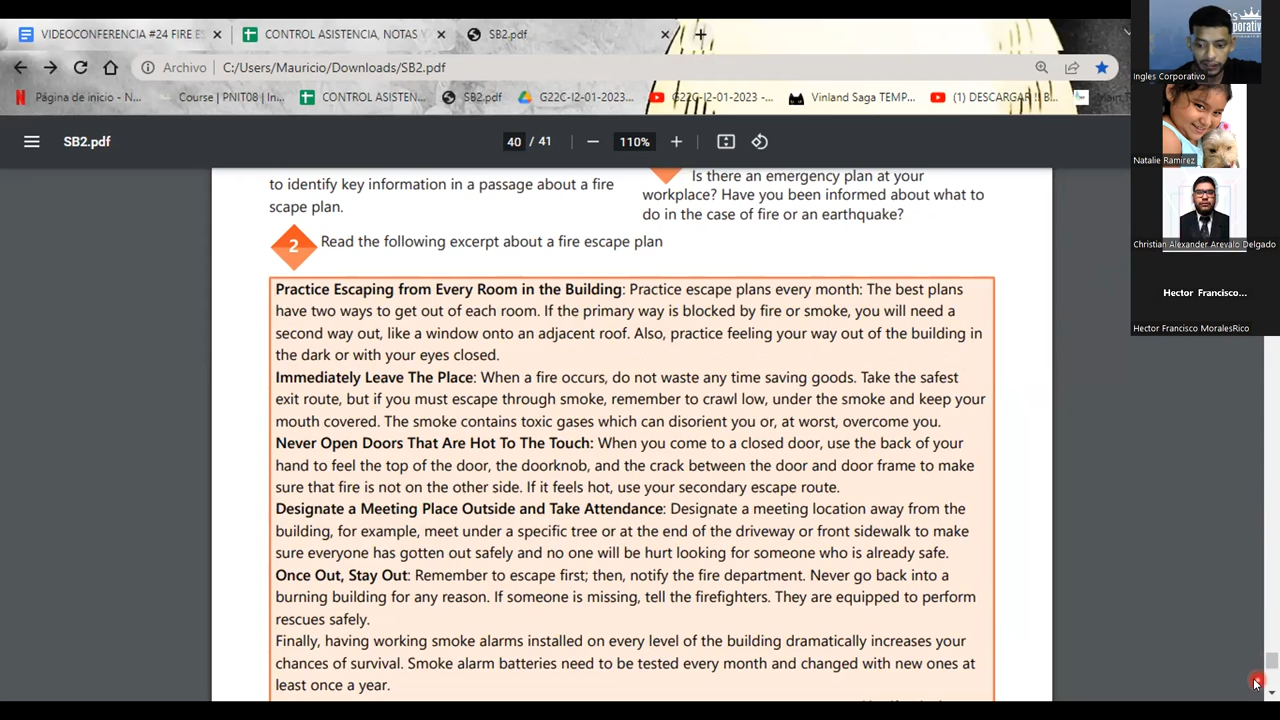 VIDEOCONFERENCIA #24 FIRE ES
CONTROL ASISTENCIA, NOTAS Y
SB2.pdf
Archivo C:/Users/Mauricio/Downloads/SB2.pdf
Página de inicio - N...
Course | PNIT08 | In...
CONTROL ASISTEN...
SB2.pdf
G22C-I2-01-2023 ...
G22C-I2-01-2023 -...
Vinland Saga TEMP...
(1) DESCARGAR
SB2.pdf
40 / 41
110%
to identify key information in a passage about a fire
scape plan.
Is there an emergency plan at your
workplace? Have you been informed about what to
do in the case of fire or an earthquake?
2 Read the following excerpt about a fire escape plan
Practice Escaping from Every Room in the Building: Practice escape plans every month: The best plans
have two ways to get out of each room. If the primary way is blocked by fire or smoke, you will need a
second way out, like a window onto an adjacent roof. Also, practice feeling your way out of the building in
the dark or with your eyes closed.
Immediately Leave The Place: When a fire occurs, do not waste any time saving goods. Take the safest
exit route, but if you must escape through smoke, remember to crawl low, under the smoke and keep your
mouth covered. The smoke contains toxic gases which can disorient you or, at worst, overcome you.
Never Open Doors That Are Hot To The Touch: When you come to a closed door, use the back of your
hand to feel the top of the door, the doorknob, and the crack between the door and door frame to make
sure that fire is not on the other side. If it feels hot, use your secondary escape route.
Designate a Meeting Place Outside and Take Attendance: Designate a meeting location away from the
building, for example, meet under a specific tree or at the end of the driveway or front sidewalk to make
sure everyone has gotten out safely and no one will be hurt looking for someone who is already safe.
Once Out, Stay Out: Remember to escape first; then, notify the fire department. Never go back into a
burning building for any reason. If someone is missing, tell the firefighters. They are equipped to perform
rescues safely.
Finally, having working smoke alarms installed on every level of the building dramatically increases your
chances of survival. Smoke alarm batteries need to be tested every month and changed with new ones at
least once a year.
Ingles Corporativo
Natalie Ramirez
Christian Alexander Arevalo Delgado
Hector Francisco...
Hector Francisco MoralesRico